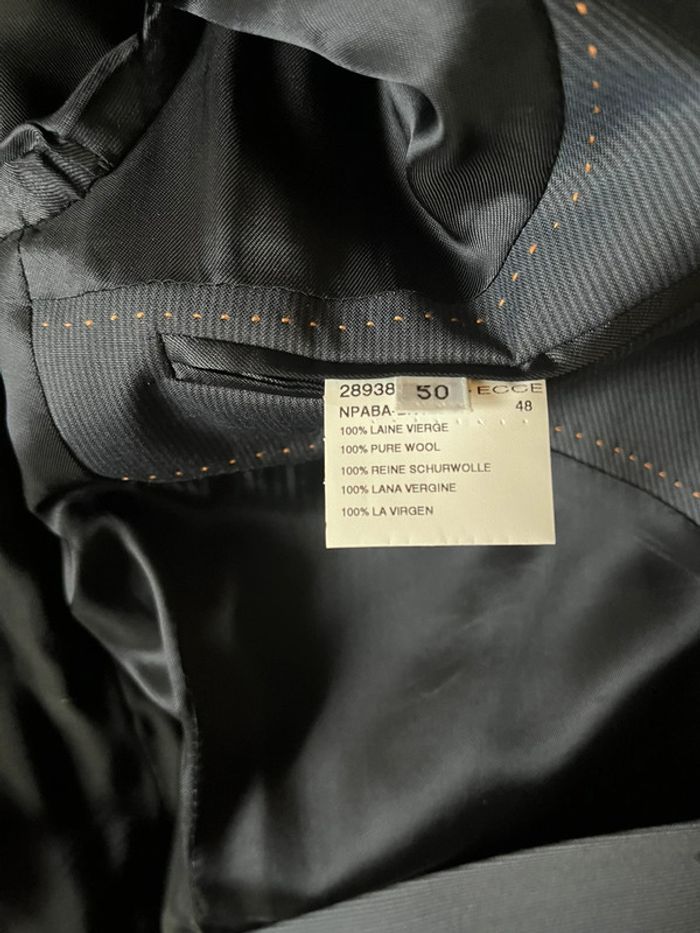 28938 50 -ECCE
NPABA- 48
100% LAINE VIERGE
100% PURE WOOL
100% REINE SCHURWOLLE
100% LANA VERGINE
100% LA VIRGEN